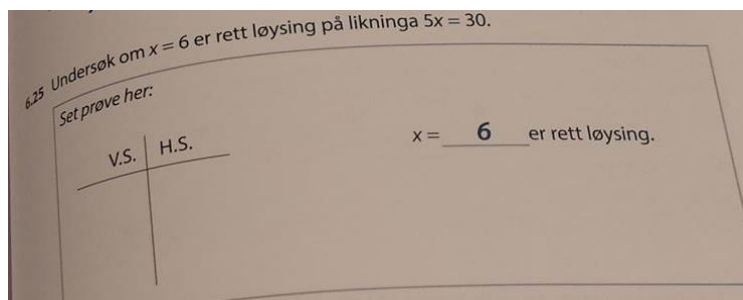 6.25 Undersøk om x = 6 er rett løysing på likninga 5x = 30.
Set prøve her:
V.S. H.S.
x = 6 er rett løysing.